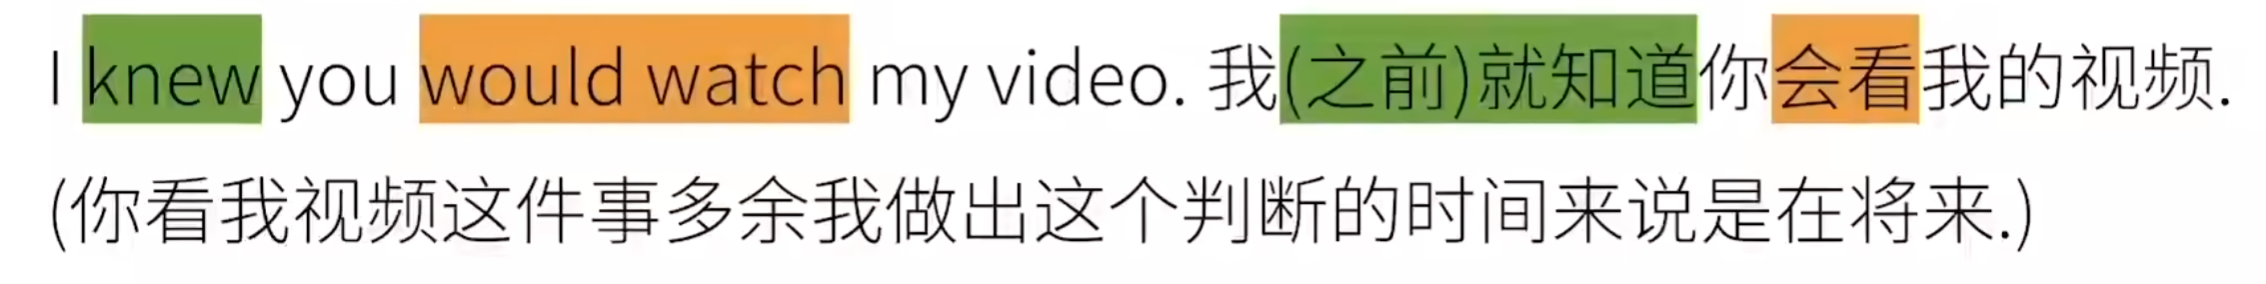 I knew you would watch my video. 我(之前)就知道你会看我的视频.
(你看我视频这件事多余我做出这个判断的时间来说是在将来.)